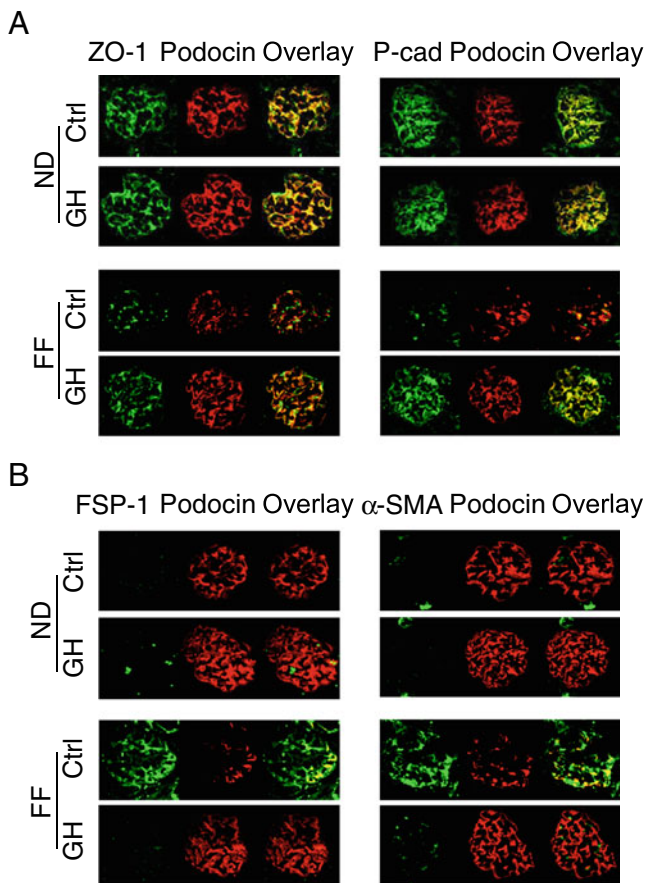 A
ZO-1 Podocin Overlay P-cad Podocin Overlay
ND
Ctrl
GH
FF
Ctrl
GH
B
FSP-1 Podocin Overlay α-SMA Podocin Overlay
ND
Ctrl
GH
FF
Ctrl
GH